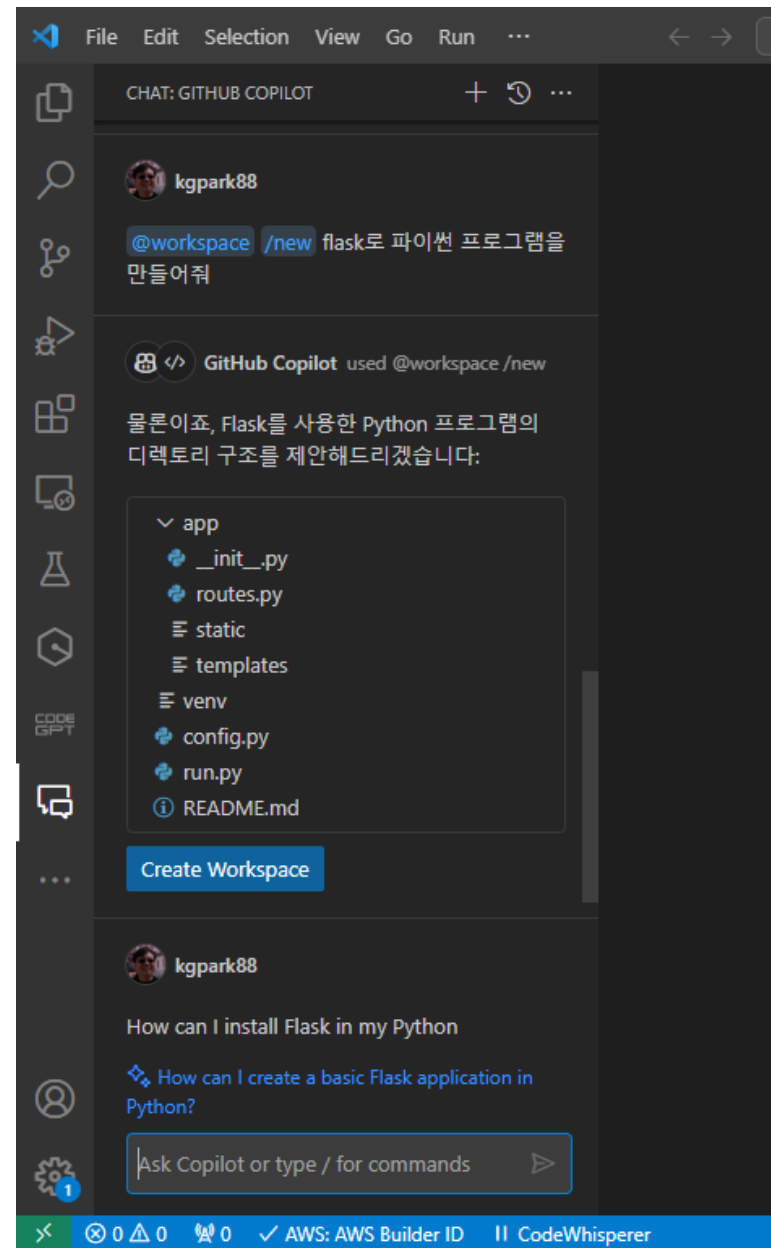 File Edit Selection View Go Run ···
CHAT: GITHUB COPILOT
kgpark88
@workspace /new flask로 파이썬 프로그램을
만들어줘
GitHub Copilot used @workspace /new
물론이죠, Flask를 사용한 Python 프로그램의
디렉토리 구조를 제안해드리겠습니다:
app
__init__.py
routes.py
static
templates
venv
CODE
GPT
config.py
run.py
README.md
Create Workspace
kgpark88
How can I install Flask in my Python
How can I create a basic Flask application in
Python?
Ask Copilot or type / for commands
1
0 0 0 AWS: AWS Builder ID CodeWhisperer